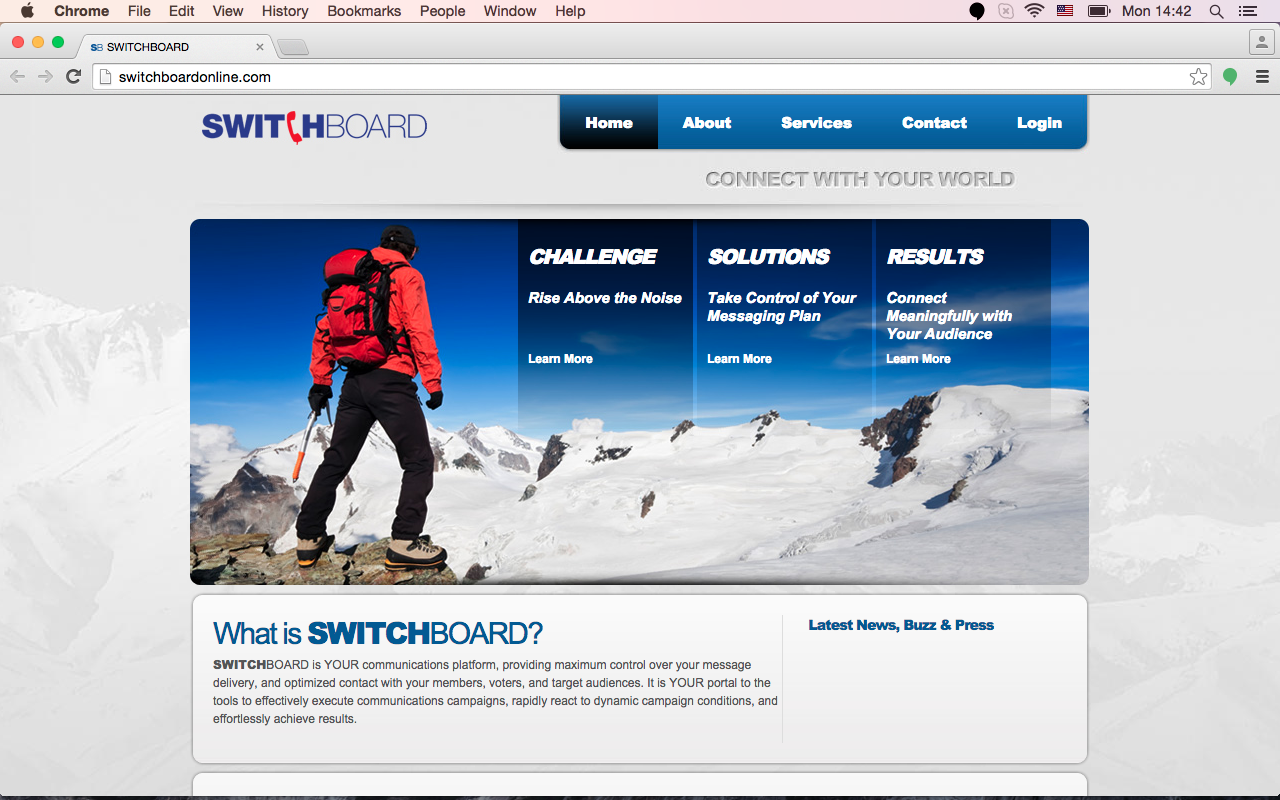 Chrome File Edit View History Bookmarks People Window Help Mon 14:42
SB SWITCHBOARD
switchboardonline.com
SWITCHBOARD
Home About Services Contact Login
CONNECT WITH YOUR WORLD
CHALLENGE
Rise Above the Noise
Learn More
SOLUTIONS
Take Control of Your
Messaging Plan
Learn More
RESULTS
Connect
Meaningfully with
Your Audience
Learn More
What is SWITCHBOARD?
SWITCHBOARD is YOUR communications platform, providing maximum control over your message
delivery, and optimized contact with your members, voters, and target audiences. It is YOUR portal to the
tools to effectively execute communications campaigns, rapidly react to dynamic campaign conditions, and
effortlessly achieve results.
Latest News, Buzz & Press